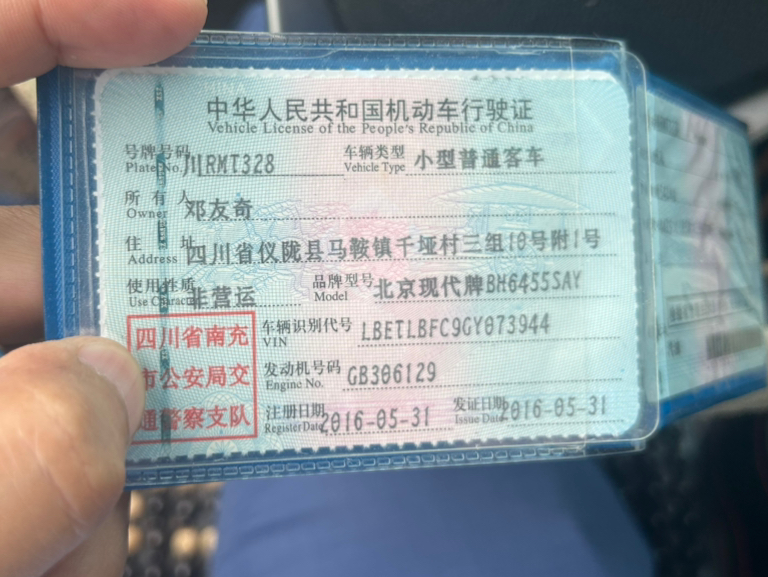 中华人民共和国机动车行驶证
Vehicle License of the People's Republic of China
号牌号码 川RMT328 车辆类型 小型普通客车
Plate No. Vehicle Type
所有人 邓友奇
Owner
住址 四川省仪陇县马鞍镇千垭村三组10号附1号
Address
使用性质 非营运 品牌型号 北京现代牌BH6455SAY
Use Character Model
四川省南充 车辆识别代号 LBETLBFC9GY073944
VIN
市公安局交 发动机号码 GB306129
Engine No.
通警察支队 注册日期 2016-05-31 发证日期 2016-05-31
Register Date Issue Date